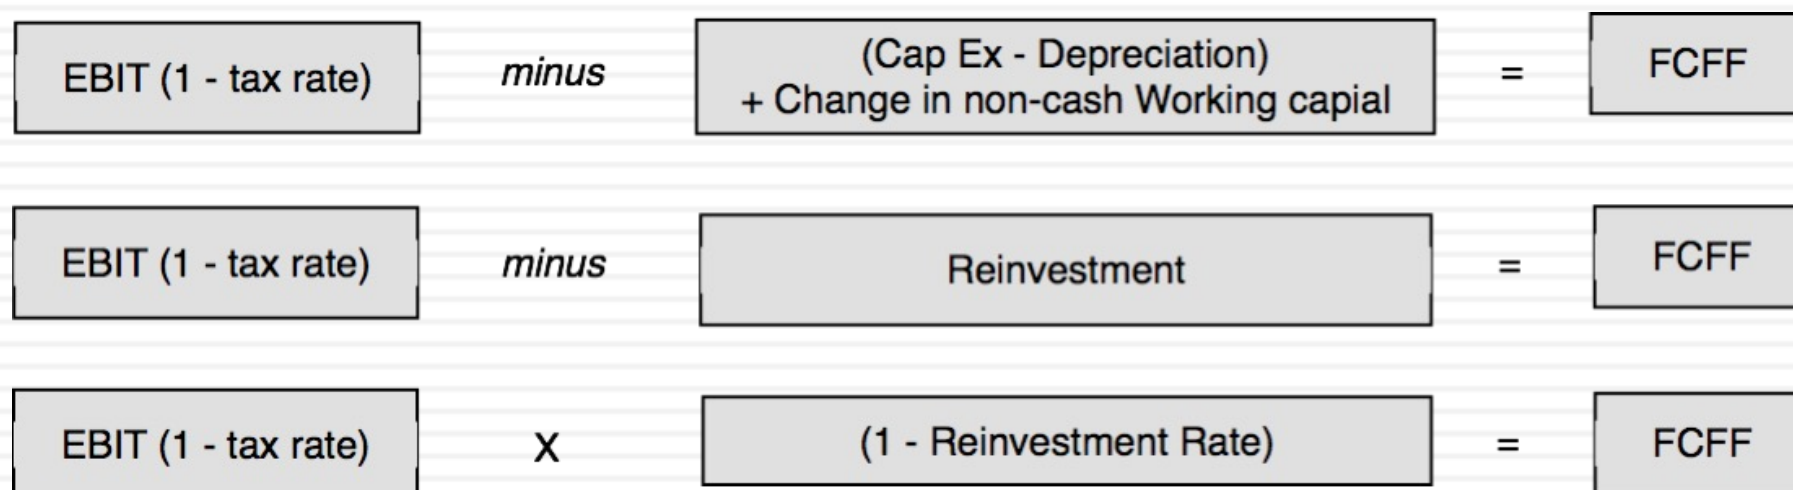 EBIT (1 - tax rate) minus (Cap Ex - Depreciation) = FCFF
+ Change in non-cash Working capial
EBIT (1 - tax rate) minus Reinvestment = FCFF
EBIT (1 - tax rate) X (1 - Reinvestment Rate) = FCFF